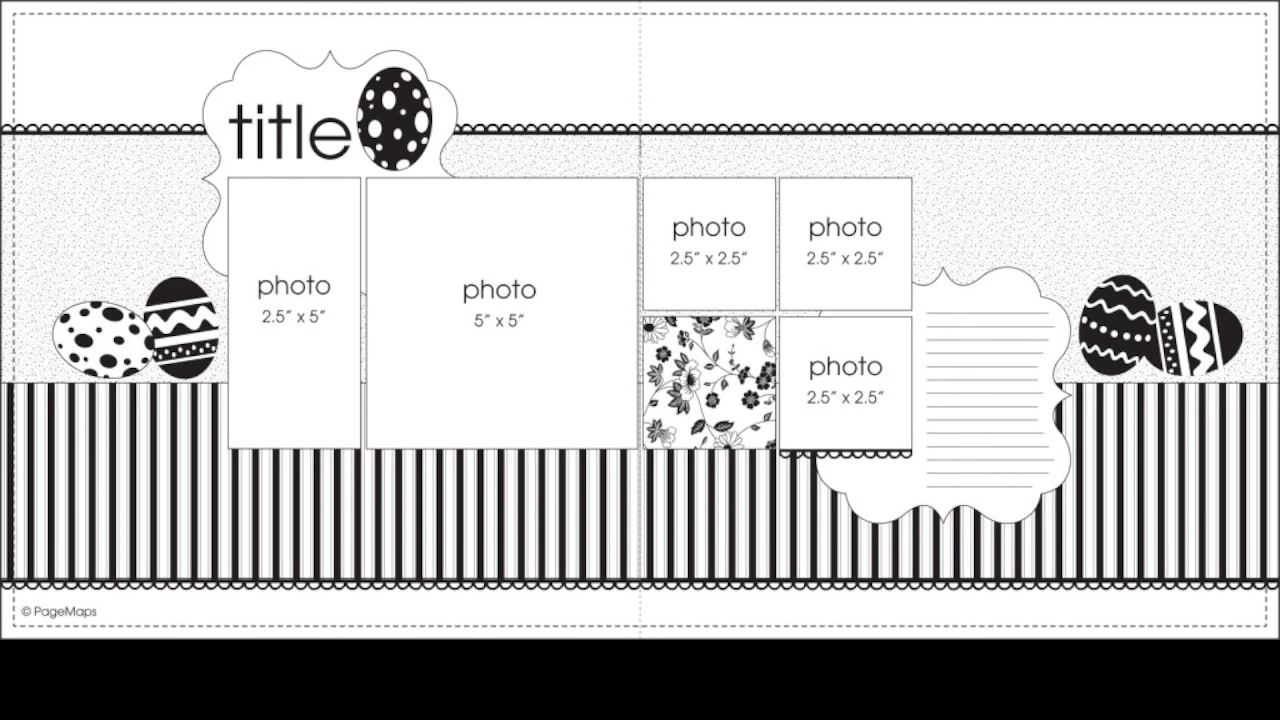 title
photo
2.5” x 5”
photo
5” x 5”
photo
2.5” x 2.5”
photo
2.5” x 2.5”
photo
2.5” x 2.5”
© PageMaps